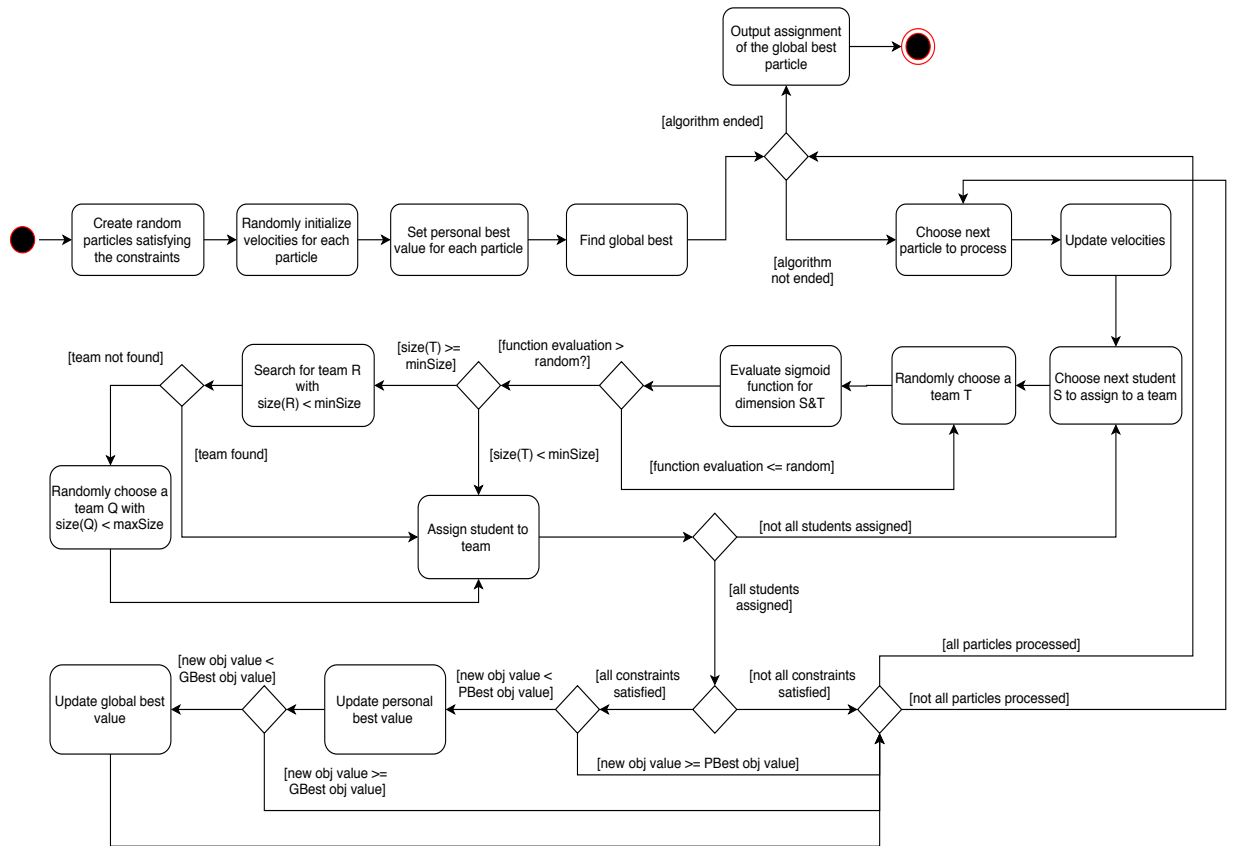 Output assignment
of the global best
particle
[algorithm ended]
Create random
particles satisfying
the constraints
Randomly initialize
velocities for each
particle
Set personal best
value for each particle
Find global best
[algorithm
not ended]
Choose next
particle to process
Update velocities
[team not found]
Search for team R
with
size(R) < minSize
[size(T) >=
minSize]
[function evaluation >
random?]
Evaluate sigmoid
function for
dimension S&T
Randomly choose a
team T
Choose next student
S to assign to a team
[team found]
[size(T) < minSize]
[function evaluation <= random]
Randomly choose a
team Q with
size(Q) < maxSize
Assign student to
team
[not all students assigned]
[all students
assigned]
[all particles processed]
Update global best
value
[new obj value <
GBest obj value]
Update personal
best value
[new obj value <
PBest obj value]
[all constraints
satisfied]
[not all constraints
satisfied]
[not all particles processed]
[new obj value >=
GBest obj value]
[new obj value >= PBest obj value]